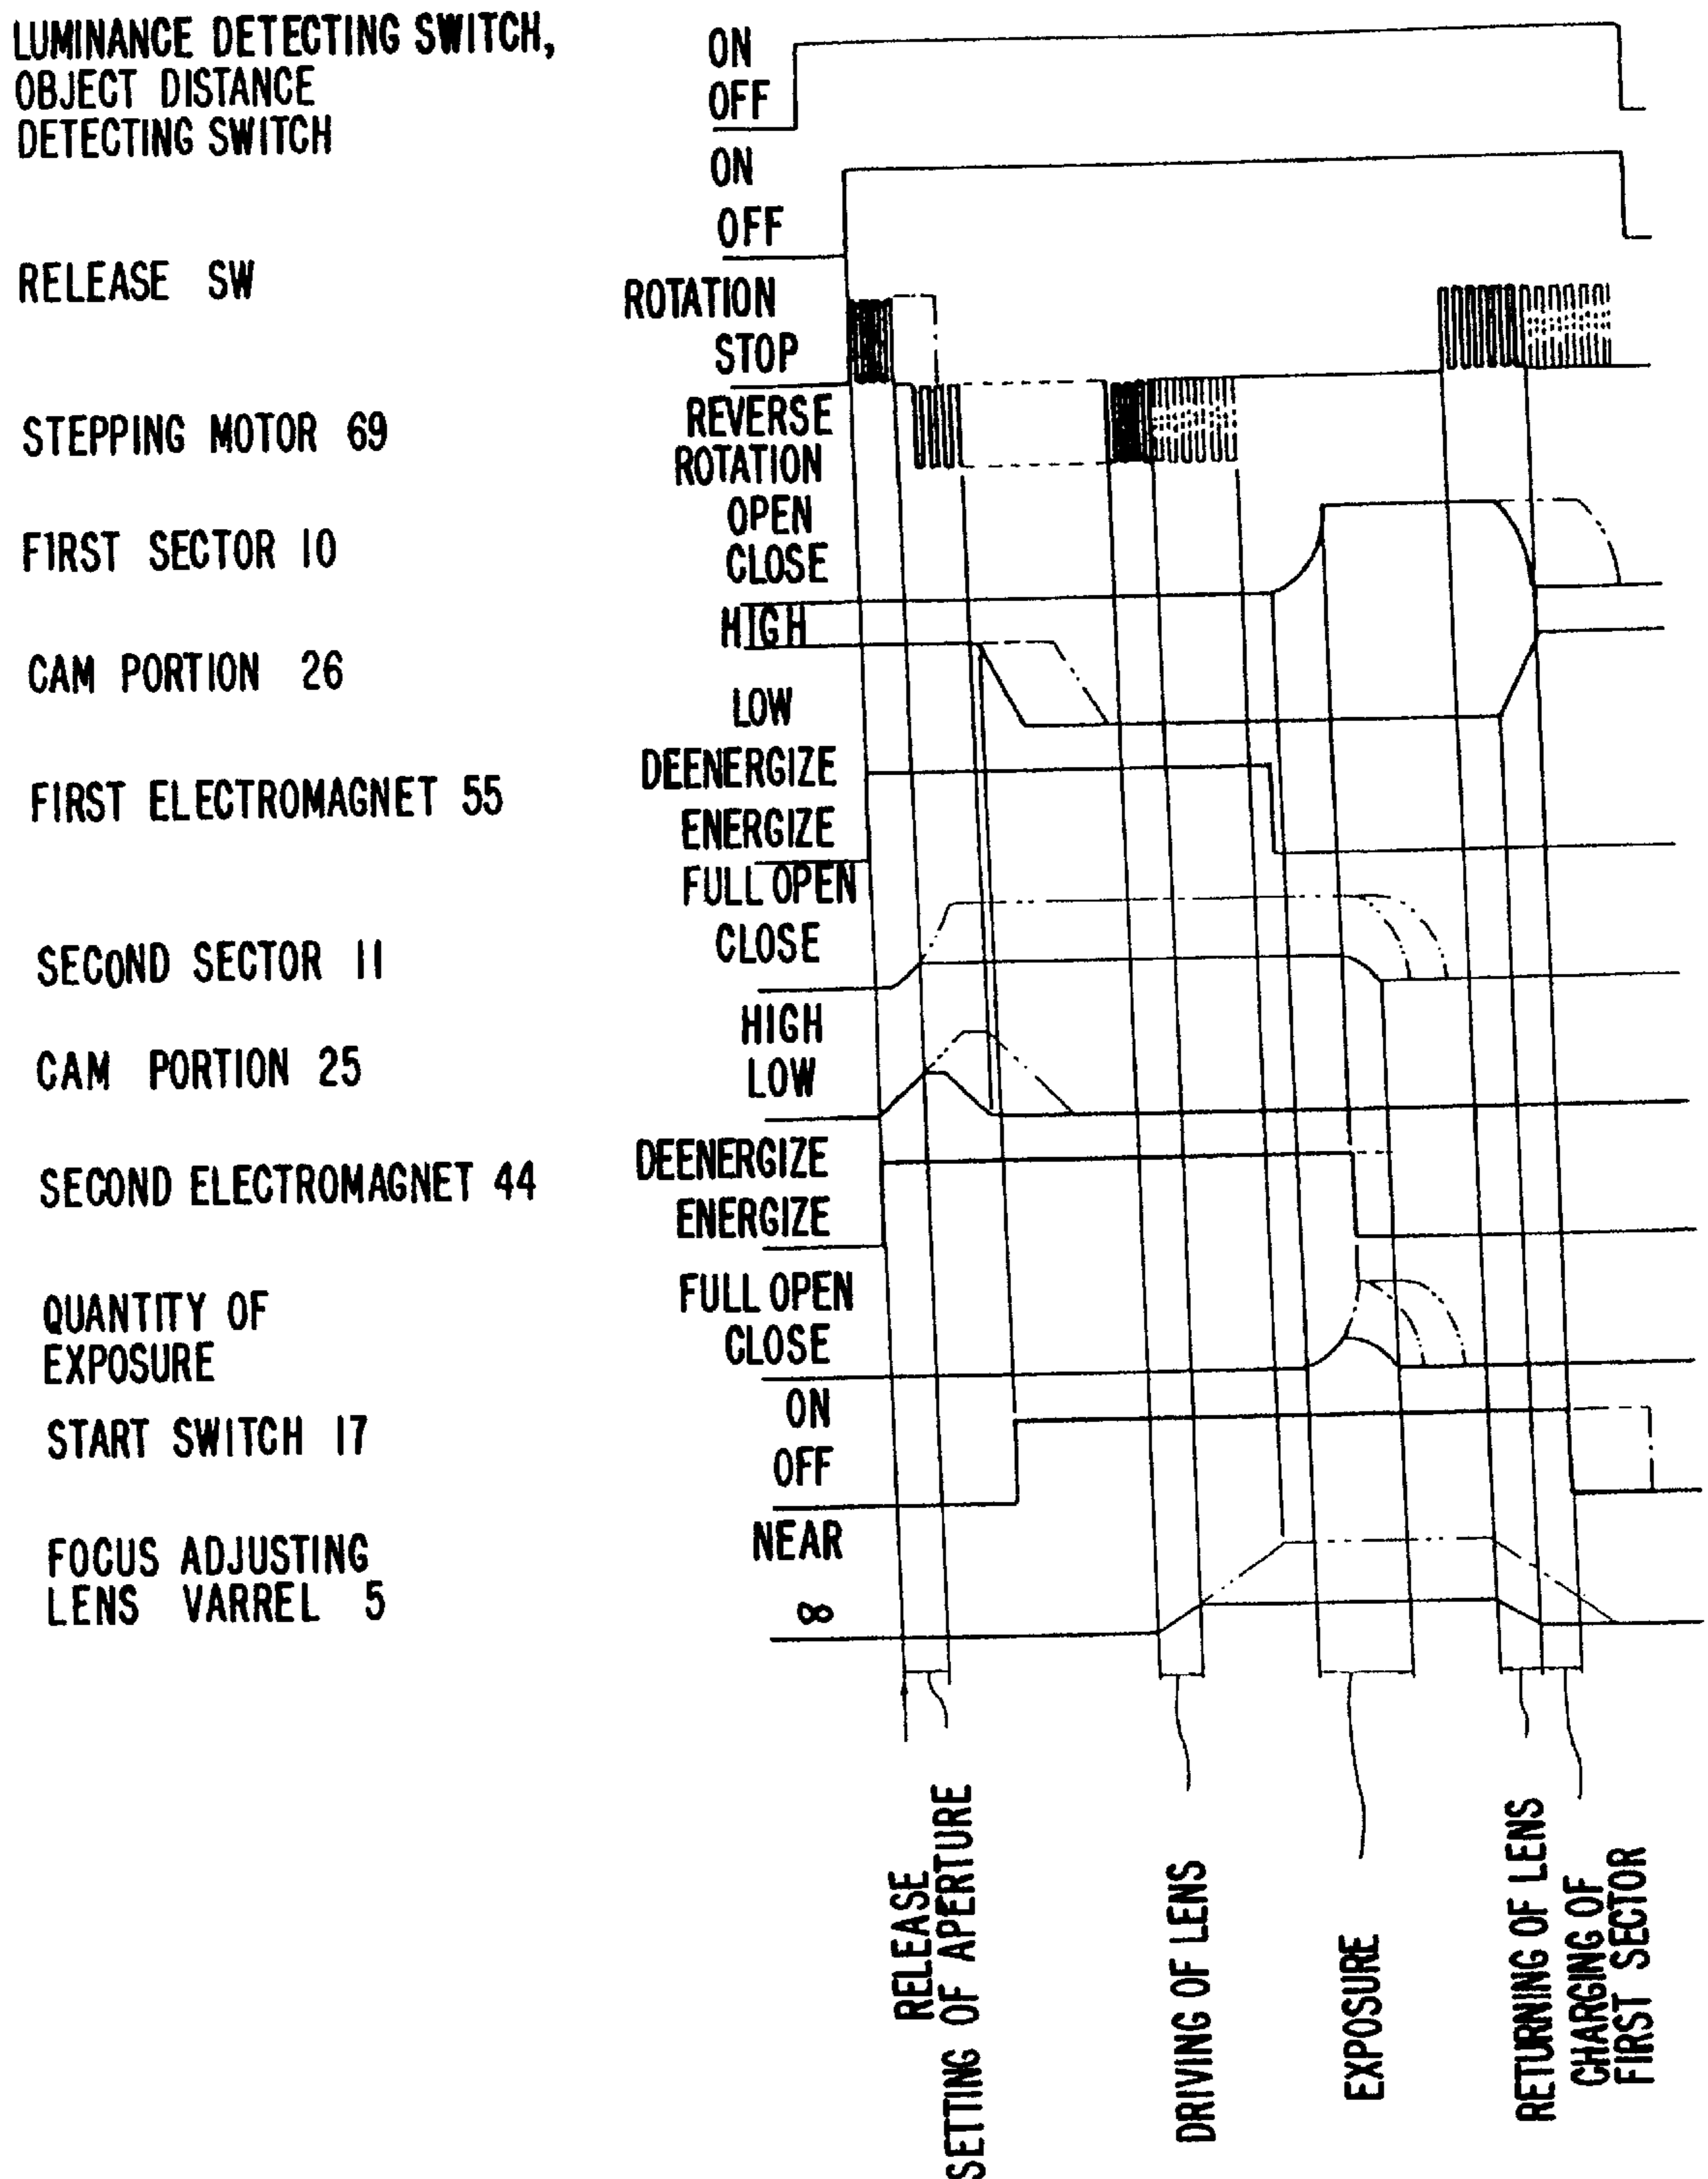 LUMINANCE DETECTING SWITCH,
OBJECT DISTANCE
DETECTING SWITCH
ON
OFF
RELEASE SW
ON
OFF
STEPPING MOTOR 69
ROTATION
STOP
REVERSE
ROTATION
FIRST SECTOR 10
OPEN
CLOSE
CAM PORTION 26
HIGH
LOW
FIRST ELECTROMAGNET 55
DEENERGIZE
ENERGIZE
SECOND SECTOR 11
FULL OPEN
CLOSE
CAM PORTION 25
HIGH
LOW
SECOND ELECTROMAGNET 44
DEENERGIZE
ENERGIZE
QUANTITY OF
EXPOSURE
FULL OPEN
CLOSE
START SWITCH 17
ON
OFF
FOCUS ADJUSTING
LENS VARREL 5
NEAR
∞
RELEASE
SETTING OF APERTURE
DRIVING OF LENS
EXPOSURE
RETURNING OF LENS
CHARGING OF
FIRST SECTOR